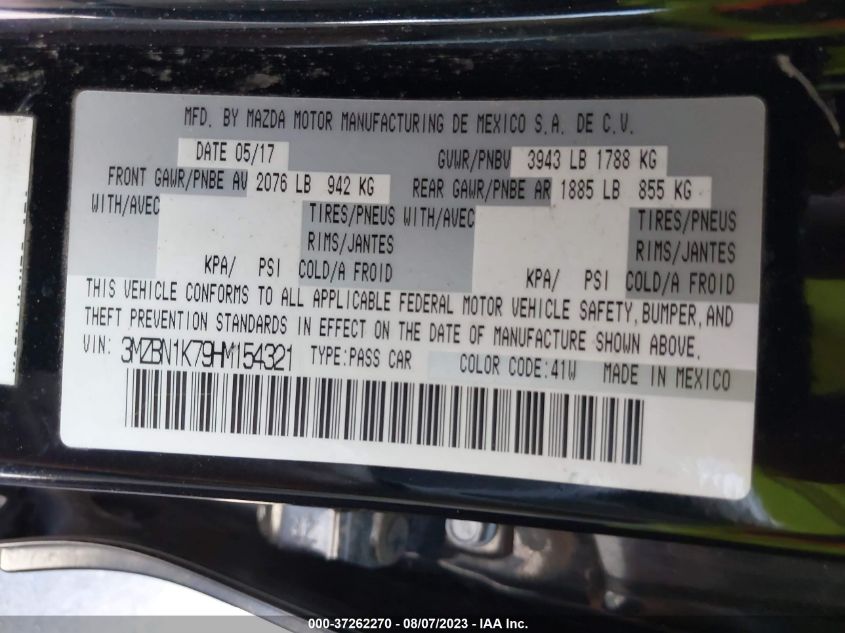 MFD. BY MAZDA MOTOR MANUFACTURING DE MEXICO S.A. DE C.V.
DATE 05/17 GVWR/PNBV 3943 LB 1788 KG
FRONT GAWR/PNBE AV 2076 LB 942 KG REAR GAWR/PNBE AR 1885 LB 855 KG
WITH/AVEC TIRES/PNEUS WITH/AVEC TIRES/PNEUS
RIMS/JANTES RIMS/JANTES
KPA/ PSI COLD/A FROID KPA/ PSI COLD/A FROID
THIS VEHICLE CONFORMS TO ALL APPLICABLE FEDERAL MOTOR VEHICLE SAFETY, BUMPER, AND
THEFT PREVENTION STANDARDS IN EFFECT ON THE DATE OF MANUFACTURE SHOWN ABOVE.
VIN: 3MZBN1K79HM154321 TYPE:PASS CAR COLOR CODE:41W MADE IN MEXICO
000-37262270 - 08/07/2023 - IAA Inc.